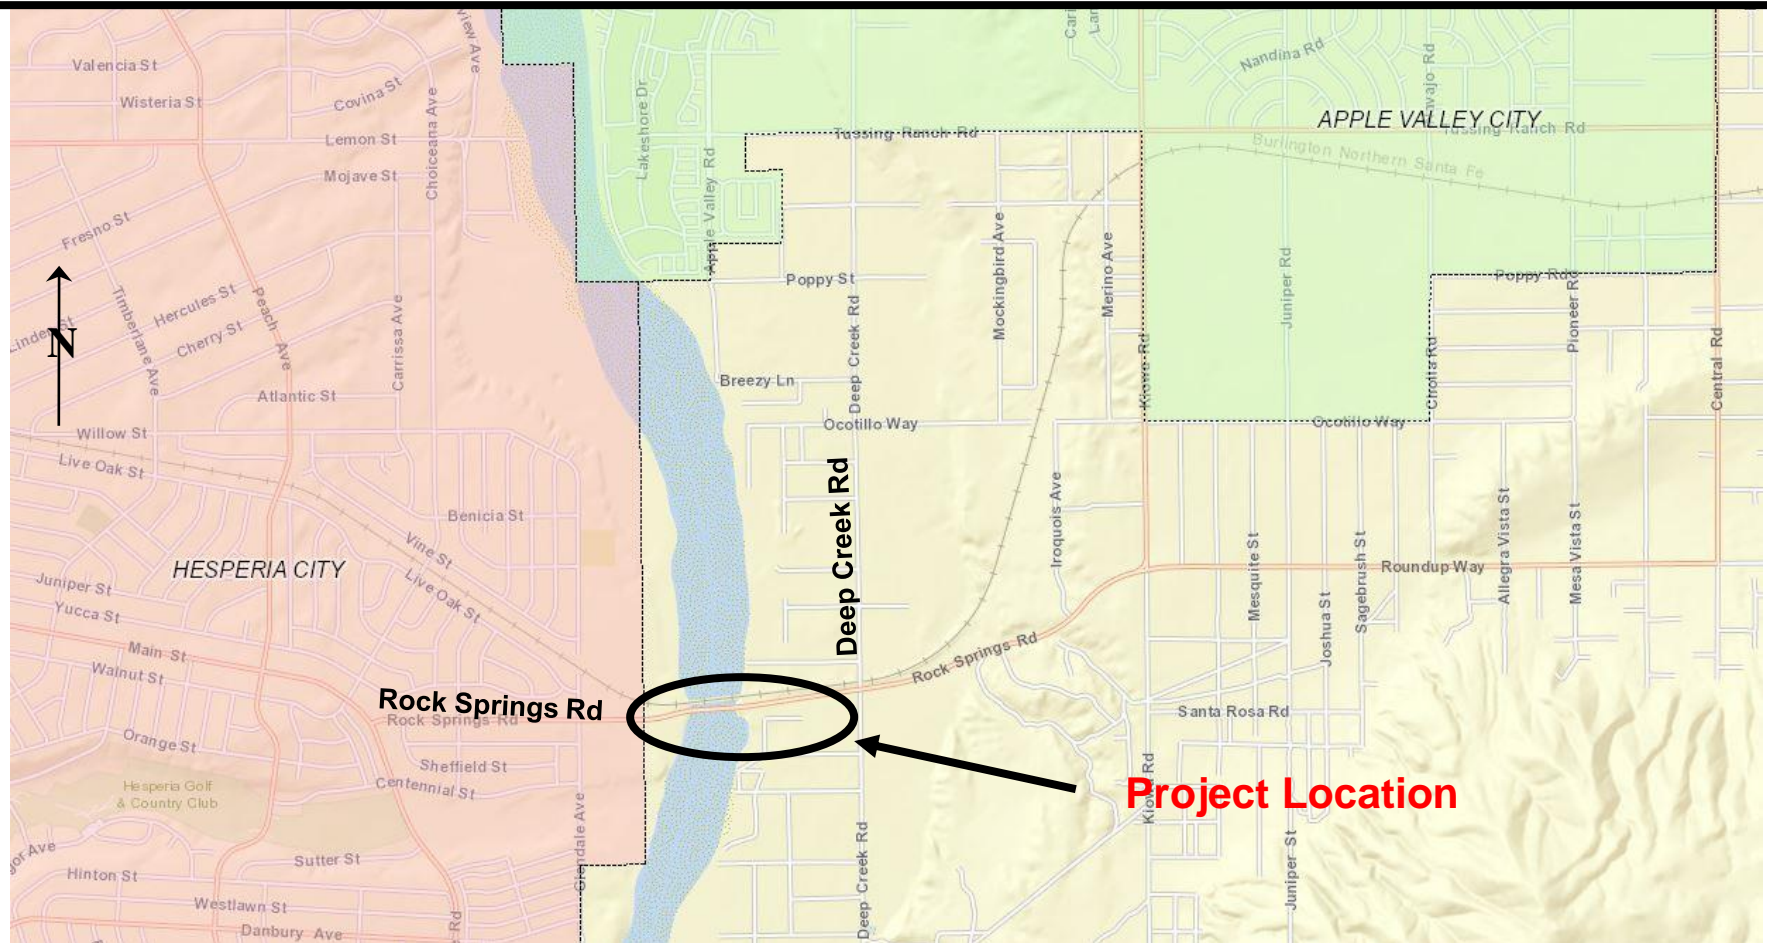 Valencia St
Wisteria St
Covina St
Choiceana Ave
view Ave
Lemon St
Mojave St
Fresno St
Hercules St
Linden St
Cherry St
Timberlane Ave
Peach Ave
Carrissa Ave
N
Atlantic St
Willow St
Live Oak St
Benicia St
Vine St
HESPERIA CITY
Live Oak St
Juniper St
Yucca St
Main St
Walnut St
Rock Springs Rd
Rock Springs Rd
Orange St
Sheffield St
Centennial St
Hesperia Golf
& Country Club
Glendale Ave
Sutter St
Hinton St
Westlawn St
Danbury Ave
Lakeshore Dr
Apple Valley Rd
Tussing Ranch Rd
Nandina Rd
Navajo Rd
APPLE VALLEY CITY
Tussing Ranch Rd
Burlington Northern Santa Fe
Poppy St
Deep Creek Rd
Mockingbird Ave
Merino Ave
Kiowa Rd
Juniper Rd
Poppy Rd
Pioneer Rd
Central Rd
Breezy Ln
Ocotillo Way
Ocotillo Way
Deep Creek Rd
Iroquois Ave
Mesquite St
Joshua St
Sagebrush St
Roundup Way
Allegra Vista St
Mesa Vista St
Rock Springs Rd
Santa Rosa Rd
Kiowa Rd
Project Location
Deep Creek Rd
Juniper St